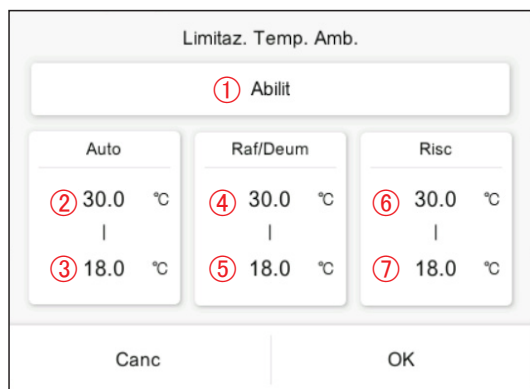 Limitaz. Temp. Amb.
① Abilit
Auto Raf/Deum Risc
② 30.0 °C ④ 30.0 °C ⑥ 30.0 °C
| | |
③ 18.0 °C ⑤ 18.0 °C ⑦ 18.0 °C
Canc OK